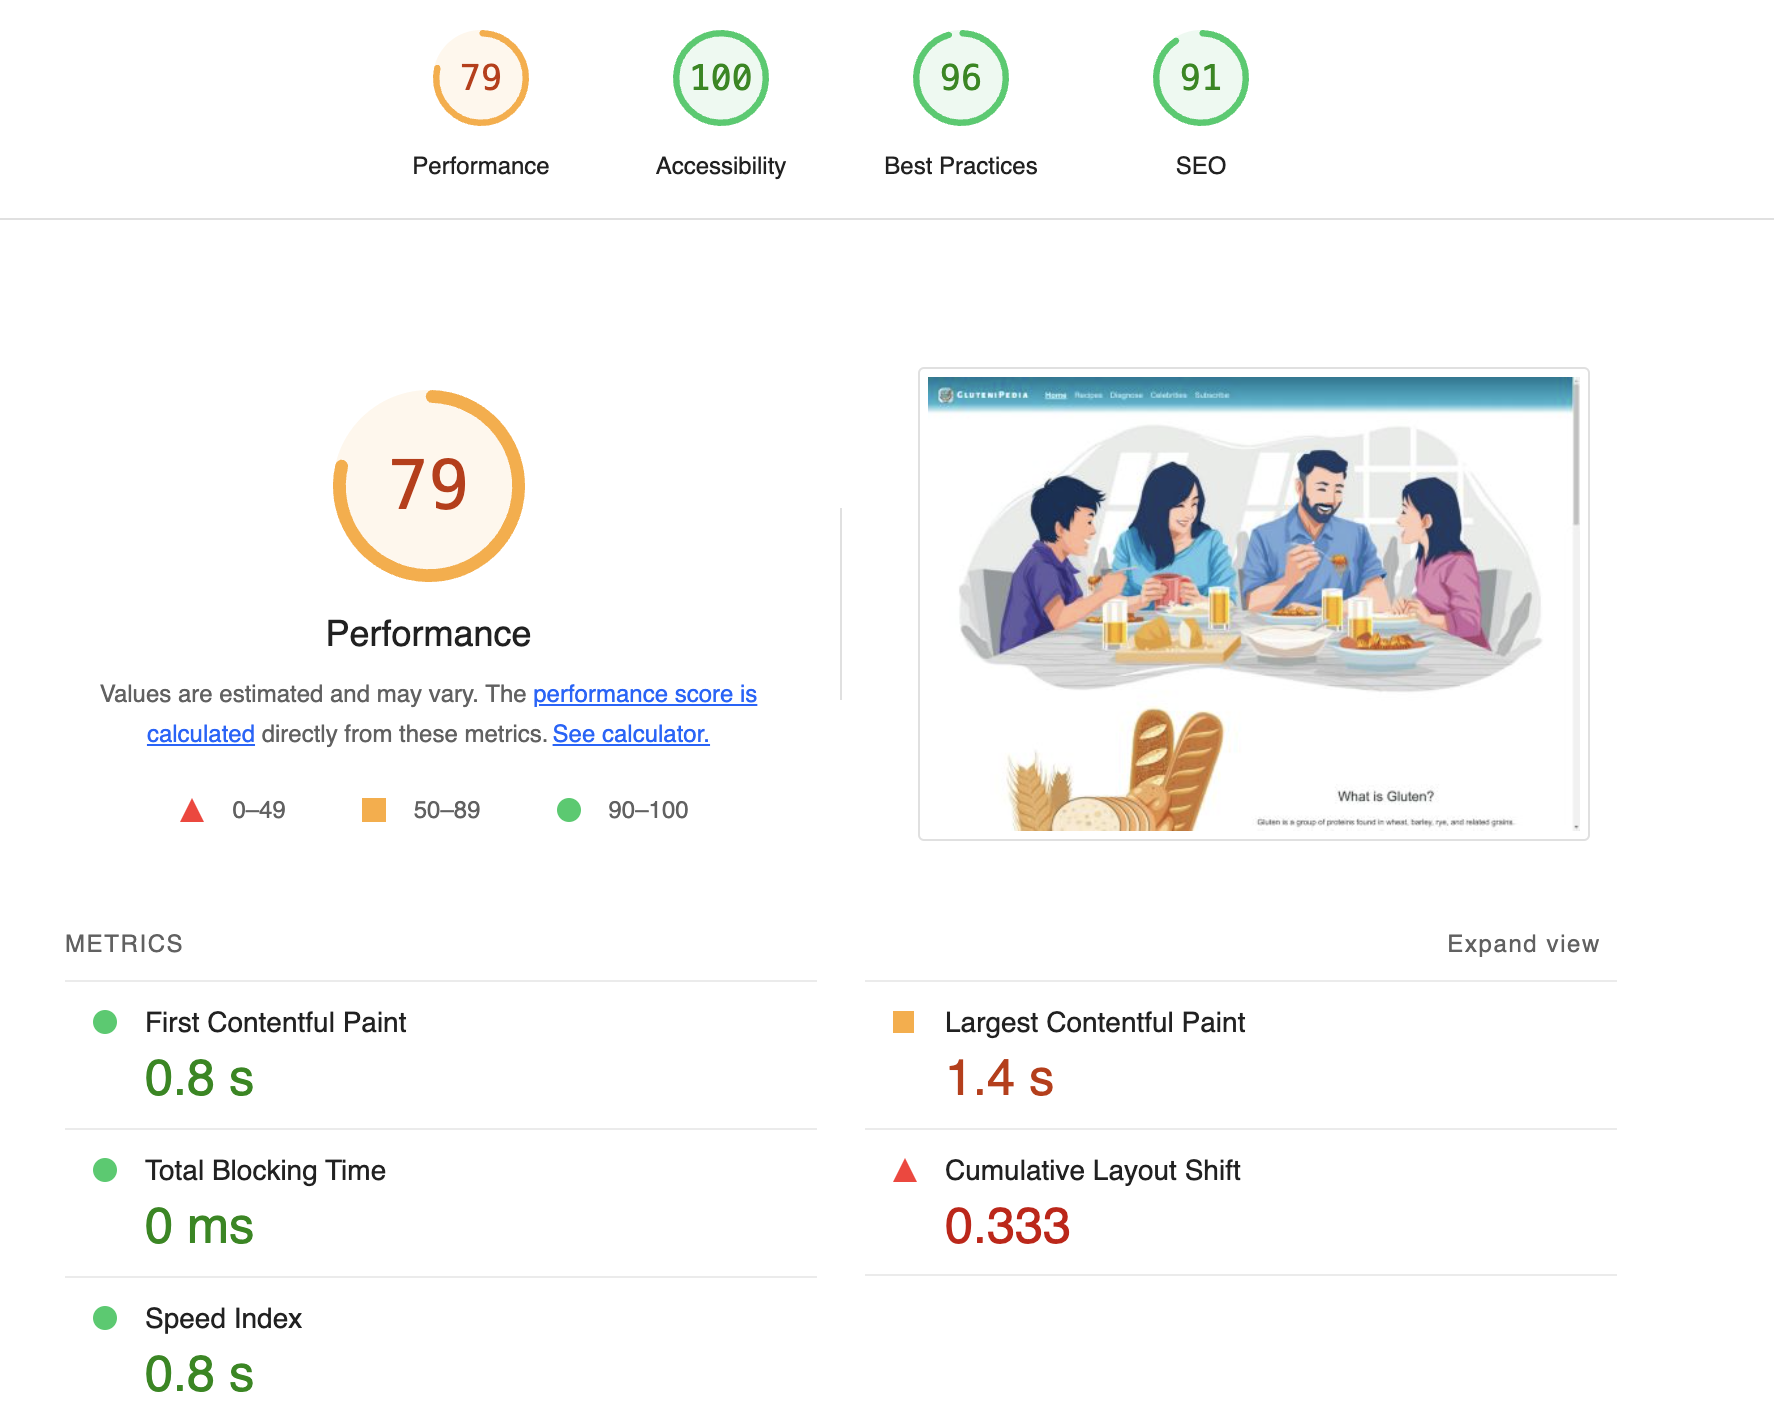 79
100
96
91
Performance
Accessibility
Best Practices
SEO
79
Performance
Values are estimated and may vary. The performance score is
calculated directly from these metrics. See calculator.
0–49
50–89
90–100
GLUTENIPEDIA
Home Recipes Diagnose Celebrities Subscribe
What is Gluten?
Gluten is a group of proteins found in wheat, barley, rye, and related grains.
METRICS
Expand view
First Contentful Paint
0.8 s
Largest Contentful Paint
1.4 s
Total Blocking Time
0 ms
Cumulative Layout Shift
0.333
Speed Index
0.8 s